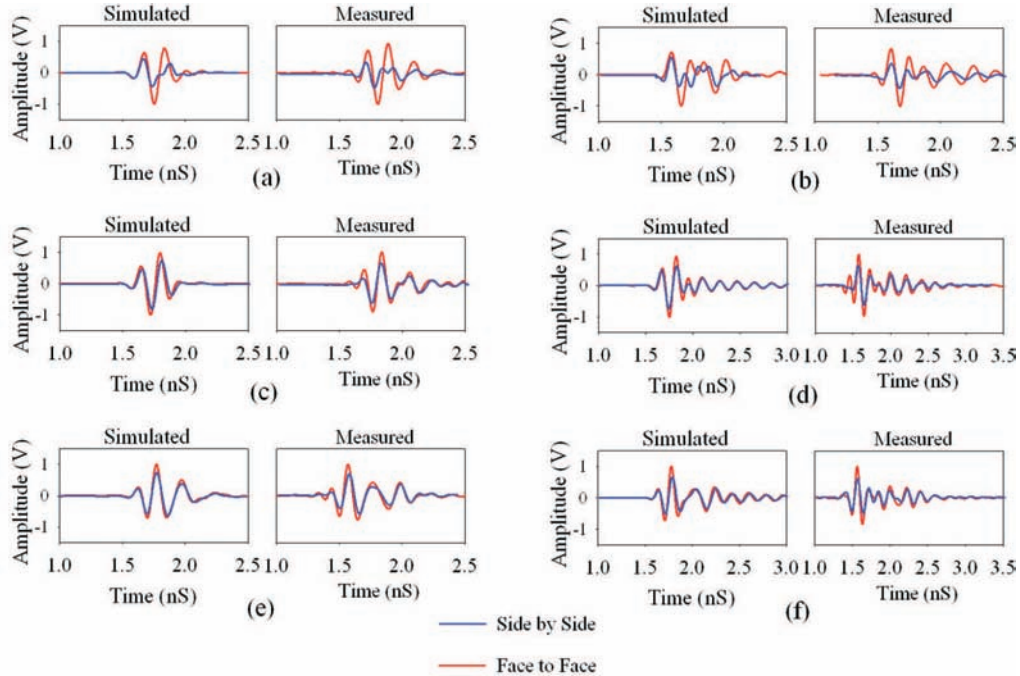 Simulated
Measured
Amplitude (V)
1
0
-1
1.0 1.5 2.0 2.5
1.0 1.5 2.0 2.5
Time (nS)
Time (nS)
(a)
Simulated
Measured
Amplitude (V)
1
0
-1
1.0 1.5 2.0 2.5
1.0 1.5 2.0 2.5
Time (nS)
Time (nS)
(b)
Simulated
Measured
Amplitude (V)
1
0
-1
1.0 1.5 2.0 2.5
1.0 1.5 2.0 2.5
Time (nS)
Time (nS)
(c)
Simulated
Measured
Amplitude (V)
1
0
-1
1.0 1.5 2.0 2.5 3.0
1.0 1.5 2.0 2.5 3.0 3.5
Time (nS)
Time (nS)
(d)
Simulated
Measured
Amplitude (V)
1
0
-1
1.0 1.5 2.0 2.5
1.0 1.5 2.0 2.5
Time (nS)
Time (nS)
(e)
Simulated
Measured
Amplitude (V)
1
0
-1
1.0 1.5 2.0 2.5 3.0
1.0 1.5 2.0 2.5 3.0 3.5
Time (nS)
Time (nS)
(f)
Side by Side
Face to Face